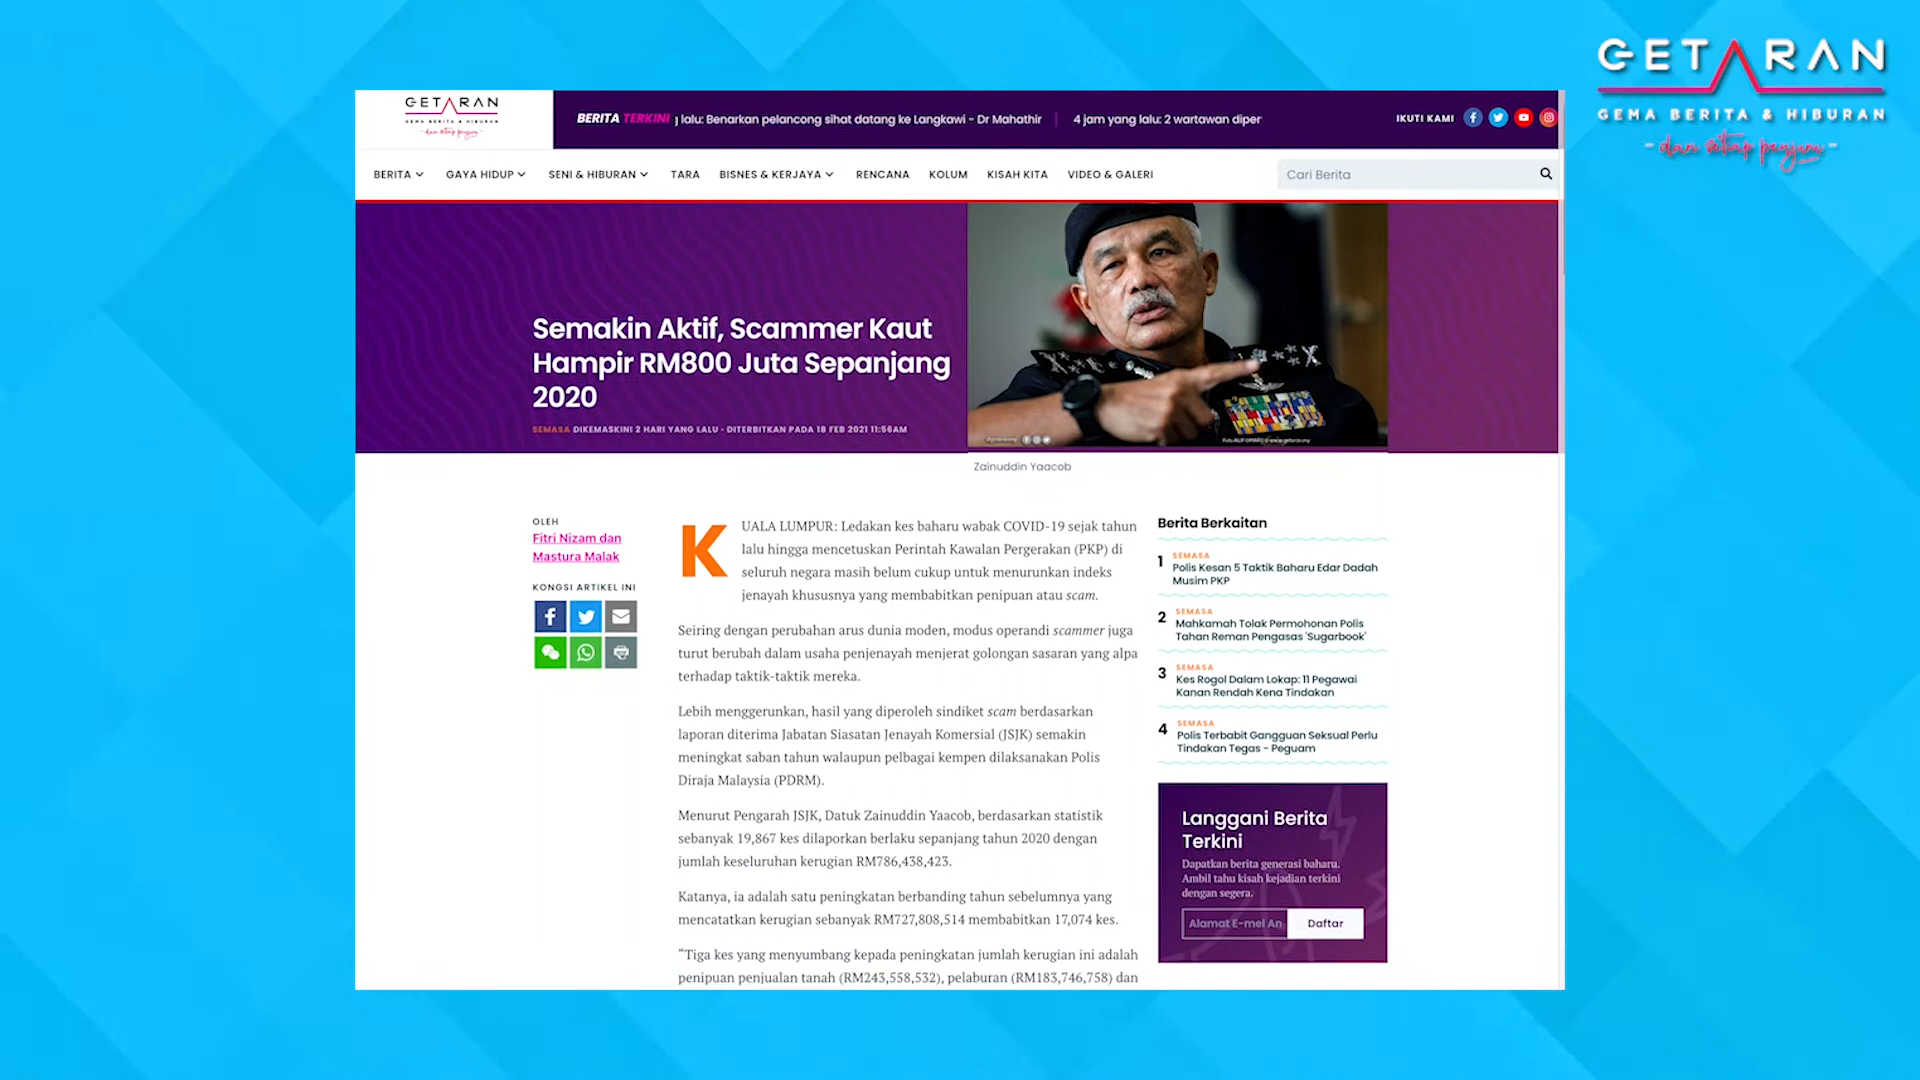 GETARAN
GEMA BERITA & HIBURAN
- dan setiap penjuru -
GETARAN
GEMA BERITA & HIBURAN
- dan setiap penjuru -
BERITA TERKINI
lalu: Benarkan pelancong sihat datang ke Langkawi - Dr Mahathir
4 jam yang lalu: 2 wartawan diper
IKUTI KAMI
BERITA
GAYA HIDUP
SENI & HIBURAN
TARA
BISNES & KERJAYA
RENCANA
KOLUM
KISAH KITA
VIDEO & GALERI
Cari Berita
Semakin Aktif, Scammer Kaut
Hampir RM800 Juta Sepanjang
2020
SEMASA DIKEMASKINI 2 HARI YANG LALU · DITERBITKAN PADA 18 FEB 2021 11:56AM
Zainuddin Yaacob
OLEH
Fitri Nizam dan
Mastura Malak
KONGSI ARTIKEL INI
KUALA LUMPUR: Ledakan kes baharu wabak COVID-19 sejak tahun
lalu hingga mencetuskan Perintah Kawalan Pergerakan (PKP) di
seluruh negara masih belum cukup untuk menurunkan indeks
jenayah khususnya yang membabitkan penipuan atau scam.
Seiring dengan perubahan arus dunia moden, modus operandi scammer juga
turut berubah dalam usaha penjenayah menjerat golongan sasaran yang alpa
terhadap taktik-taktik mereka.
Lebih menggerunkan, hasil yang diperoleh sindiket scam berdasarkan
laporan diterima Jabatan Siasatan Jenayah Komersial (JSJK) semakin
meningkat saban tahun walaupun pelbagai kempen dilaksanakan Polis
Diraja Malaysia (PDRM).
Menurut Pengarah JSJK, Datuk Zainuddin Yaacob, berdasarkan statistik
sebanyak 19,867 kes dilaporkan berlaku sepanjang tahun 2020 dengan
jumlah keseluruhan kerugian RM786,438,423.
Katanya, ia adalah satu peningkatan berbanding tahun sebelumnya yang
mencatatkan kerugian sebanyak RM727,808,514 membabitkan 17,074 kes.
“Tiga kes yang menyumbang kepada peningkatan jumlah kerugian ini adalah
penipuan penjualan tanah (RM243,558,532), pelaburan (RM183,746,758) dan
Berita Berkaitan
1 SEMASA
Polis Kesan 5 Taktik Baharu Edar Dadah
Musim PKP
2 SEMASA
Mahkamah Tolak Permohonan Polis
Tahan Reman Pengasas 'Sugarbook'
3 SEMASA
Kes Rogol Dalam Lokap: 11 Pegawai
Kanan Rendah Kena Tindakan
4 SEMASA
Polis Terbabit Gangguan Seksual Perlu
Tindakan Tegas - Peguam
Langgani Berita
Terkini
Dapatkan berita generasi baharu.
Ambil tahu kisah kejadian terkini
dengan segera.
Alamat E-mel An
Daftar